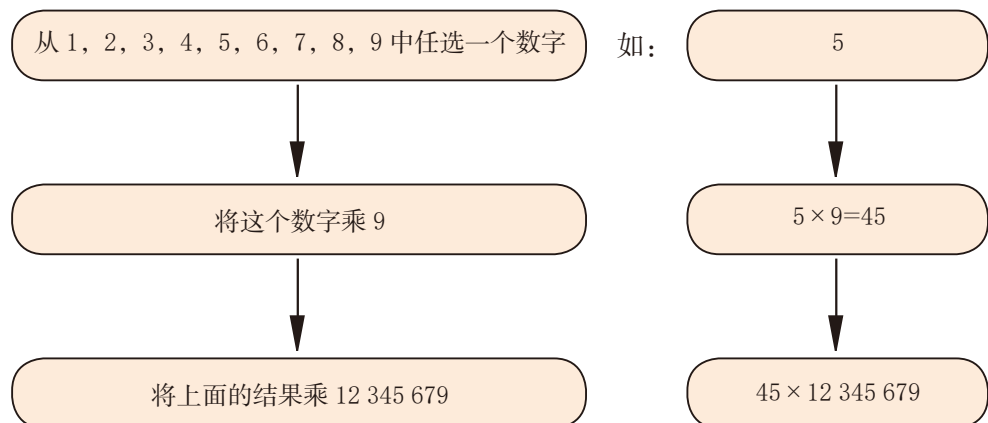 从 1，2，3，4，5，6，7，8，9 中任选一个数字
如：
5
将这个数字乘 9
5×9=45
将上面的结果乘 12 345 679
45×12 345 679